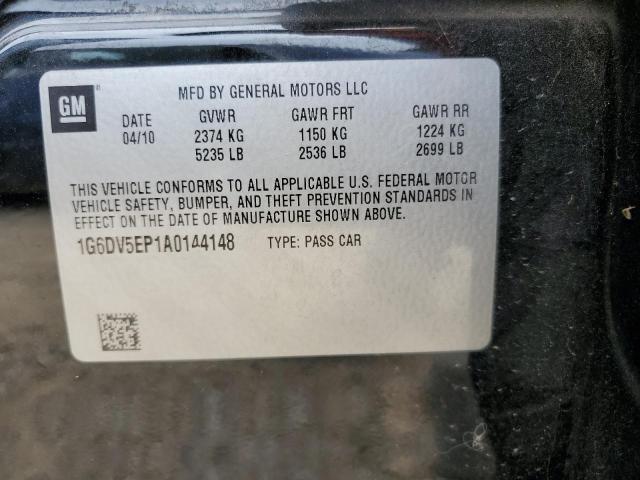 GM
MFD BY GENERAL MOTORS LLC
DATE GVWR GAWR FRT GAWR RR
04/10 2374 KG 1150 KG 1224 KG
5235 LB 2536 LB 2699 LB
THIS VEHICLE CONFORMS TO ALL APPLICABLE U.S. FEDERAL MOTOR
VEHICLE SAFETY, BUMPER, AND THEFT PREVENTION STANDARDS IN
EFFECT ON THE DATE OF MANUFACTURE SHOWN ABOVE.
1G6DV5EP1A0144148 TYPE: PASS CAR